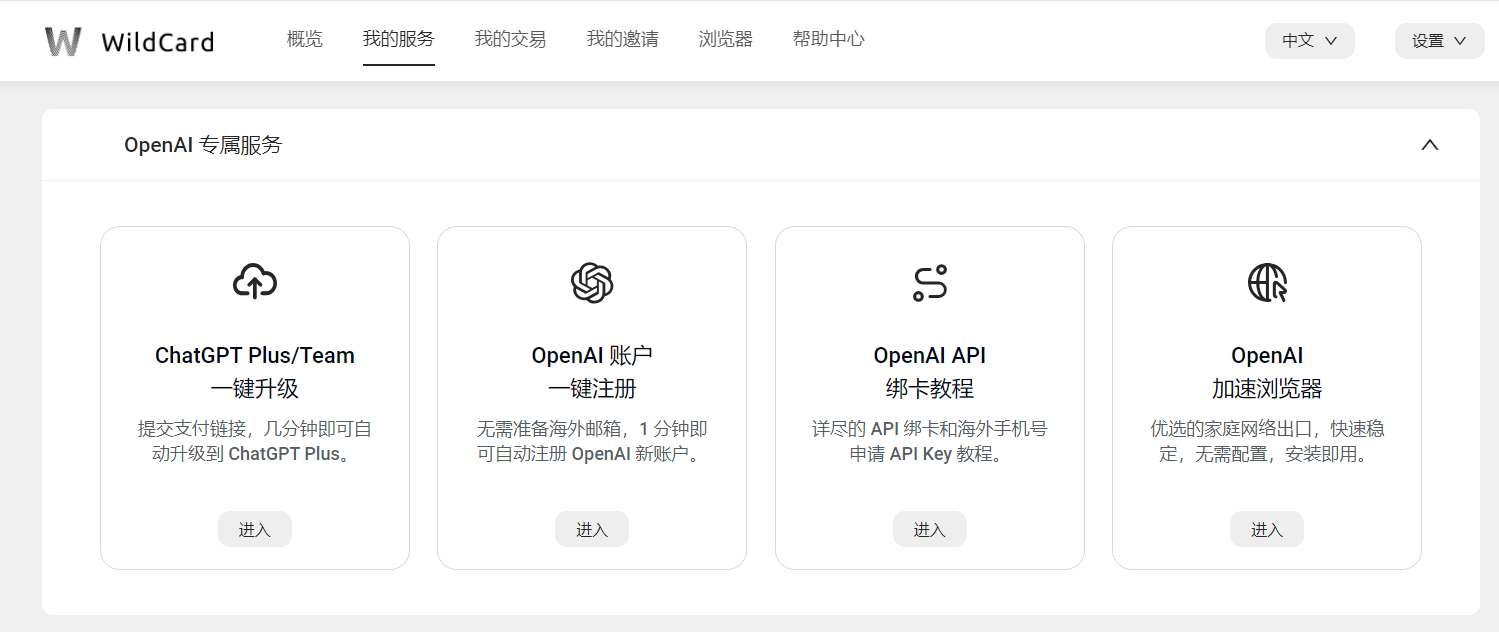 WildCard 概览 我的服务 我的交易 我的邀请 浏览器 帮助中心 中文 设置
OpenAI 专属服务
ChatGPT Plus/Team
一键升级
提交支付链接，几分钟即可自
动升级到 ChatGPT Plus。
进入
OpenAI 账户
一键注册
无需准备海外邮箱，1 分钟即
可自动注册 OpenAI 新账户。
进入
OpenAI API
绑卡教程
详尽的 API 绑卡和海外手机号
申请 API Key 教程。
进入
OpenAI
加速浏览器
优选的家庭网络出口，快速稳
定，无需配置，安装即用。
进入